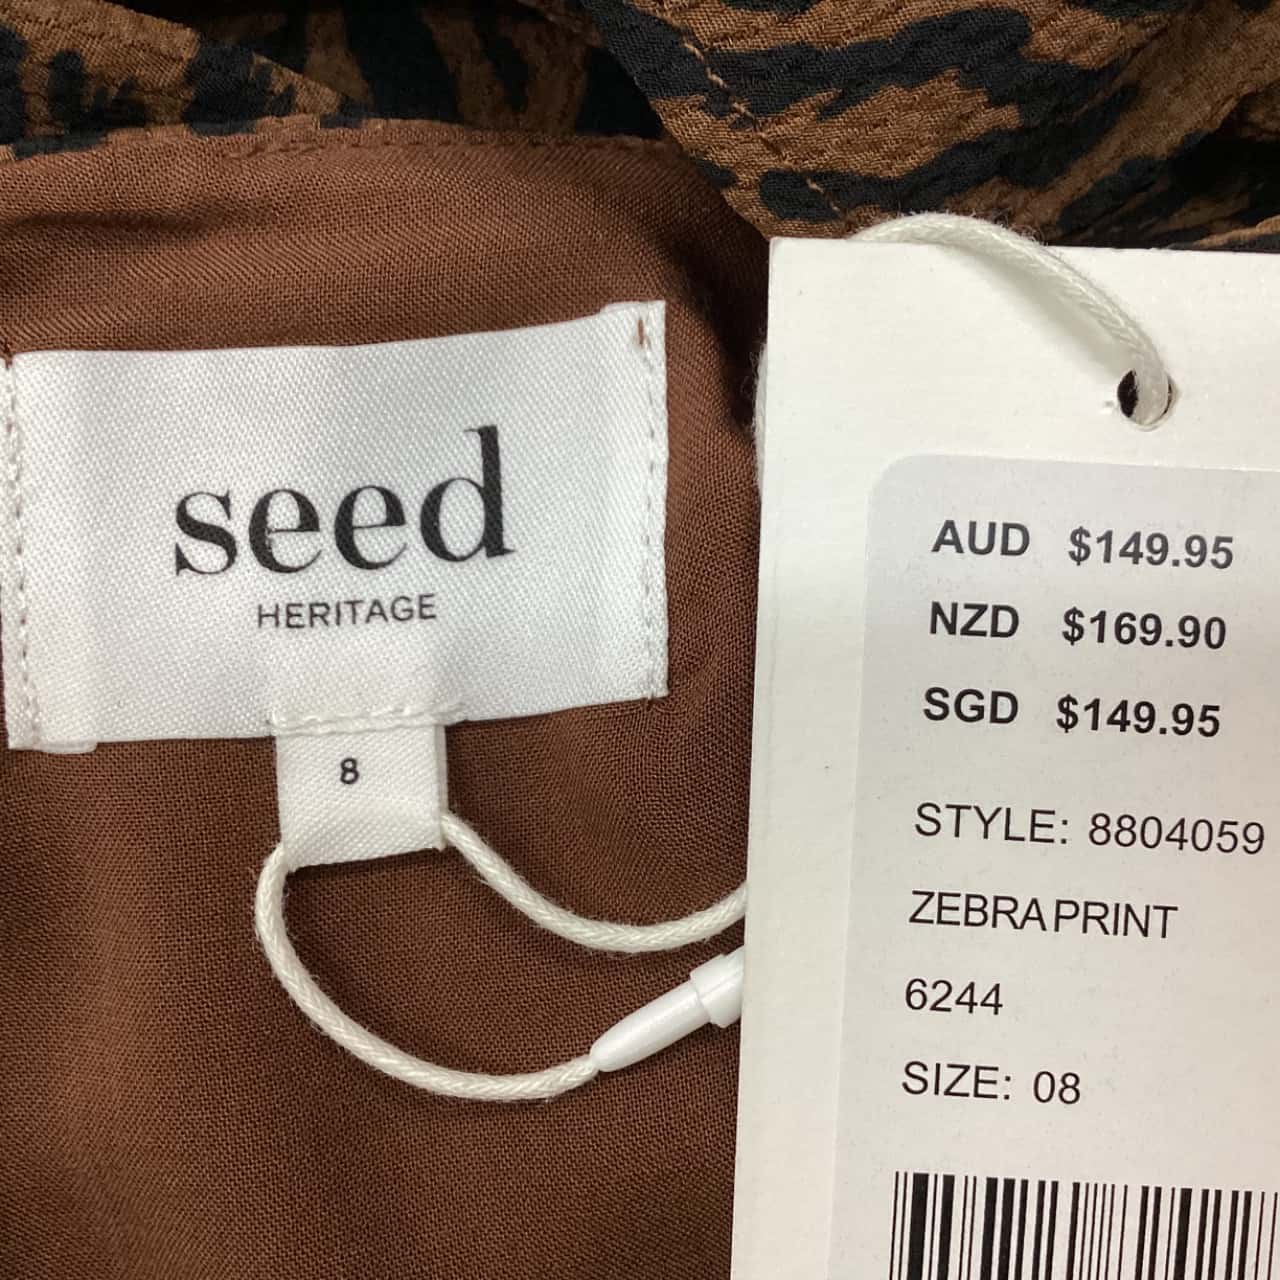 seed
HERITAGE
8
AUD $149.95
NZD $169.90
SGD $149.95
STYLE: 8804059
ZEBRA PRINT
6244
SIZE: 08